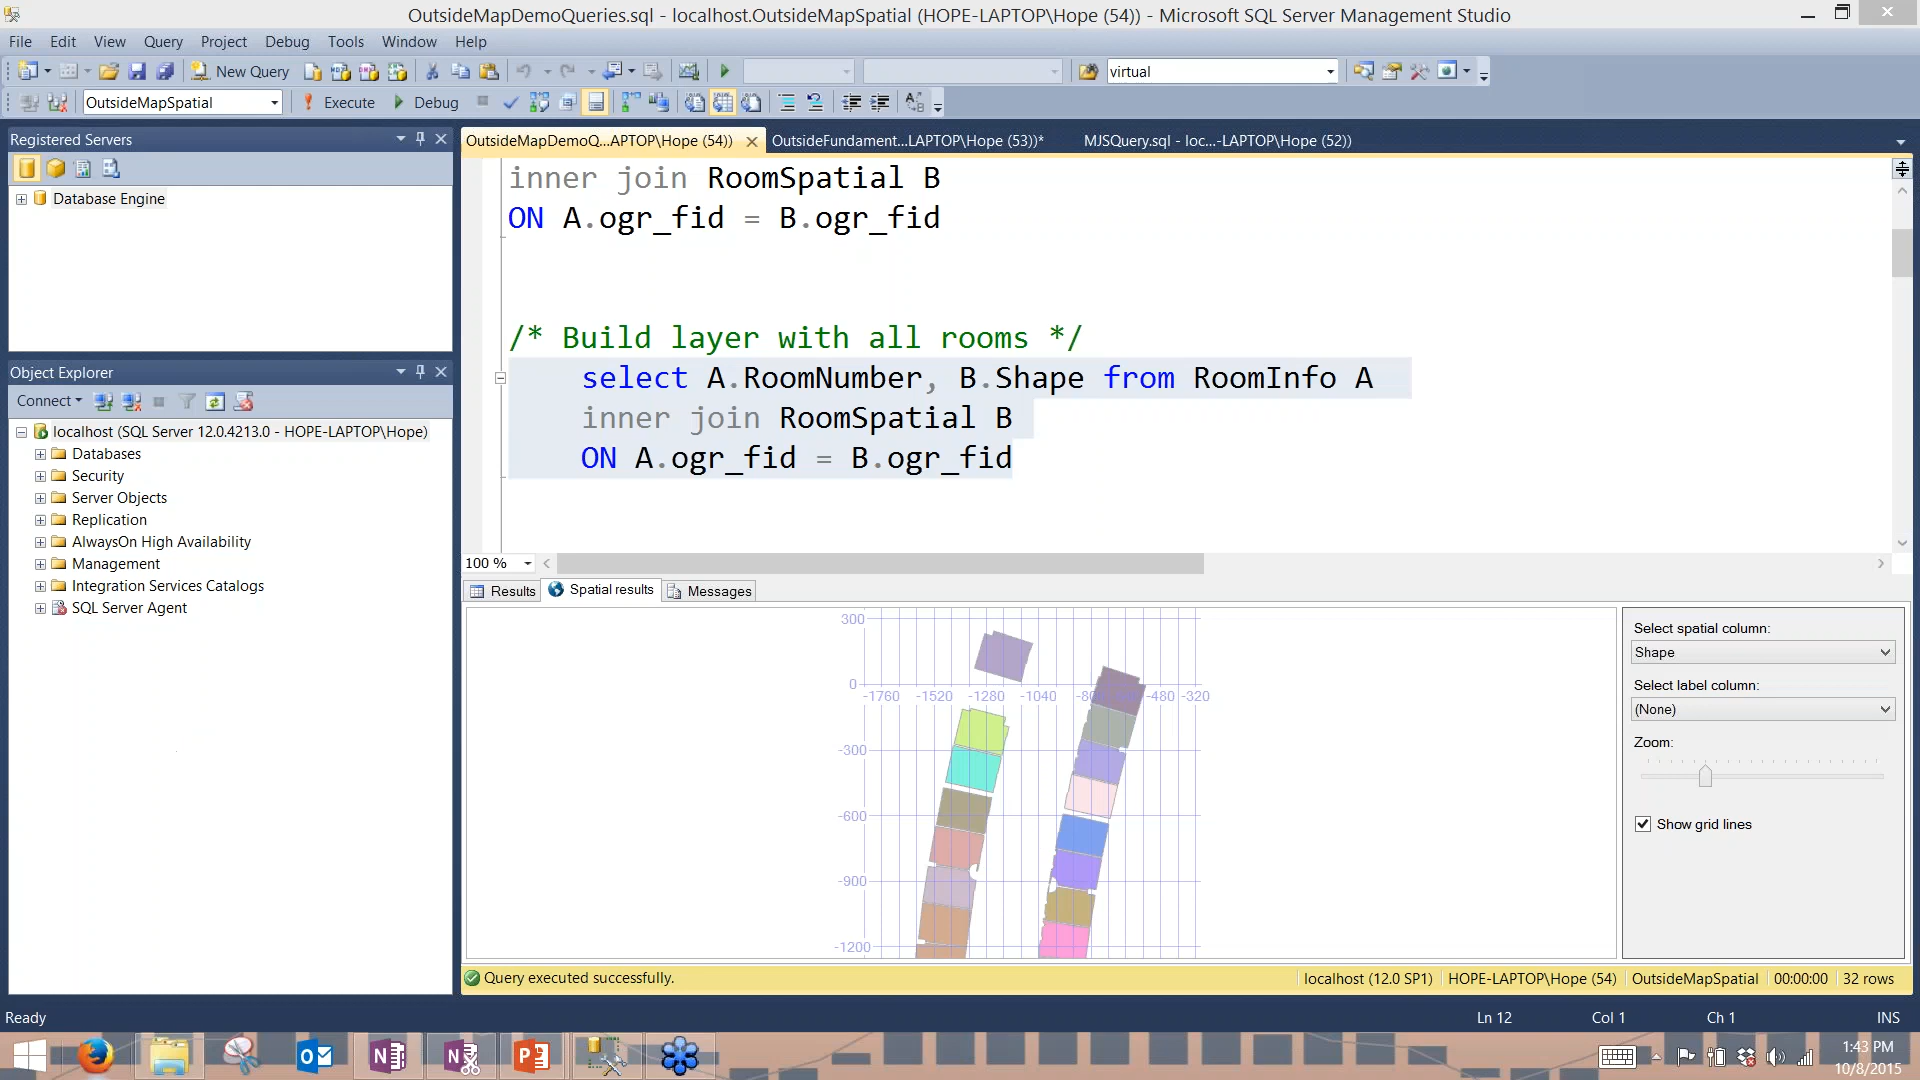 OutsideMapDemoQueries.sql - localhost.OutsideMapSpatial (HOPE-LAPTOP\Hope (54)) - Microsoft SQL Server Management Studio
File Edit View Query Project Debug Tools Window Help
New Query virtual
OutsideMapSpatial Execute Debug
Registered Servers
Database Engine
Object Explorer
Connect
localhost (SQL Server 12.0.4213.0 - HOPE-LAPTOP\Hope)
Databases
Security
Server Objects
Replication
AlwaysOn High Availability
Management
Integration Services Catalogs
SQL Server Agent
OutsideMapDemoQ...APTOP\Hope (54)) OutsideFundament...LAPTOP\Hope (53))* MJSQuery.sql - loc...-LAPTOP\Hope (52))
inner join RoomSpatial B
ON A.ogr_fid = B.ogr_fid
/* Build layer with all rooms */
select A.RoomNumber, B.Shape from RoomInfo A
inner join RoomSpatial B
ON A.ogr_fid = B.ogr_fid
100 %
Results Spatial results Messages
300
0
-1760 -1520 -1280 -1040 -480 -320
-300
-600
-900
-1200
Select spatial column:
Shape
Select label column:
(None)
Zoom:
Show grid lines
Query executed successfully. localhost (12.0 SP1) HOPE-LAPTOP\Hope (54) OutsideMapSpatial 00:00:00 32 rows
Ready Ln 12 Col 1 Ch 1 INS
1:43 PM
10/8/2015